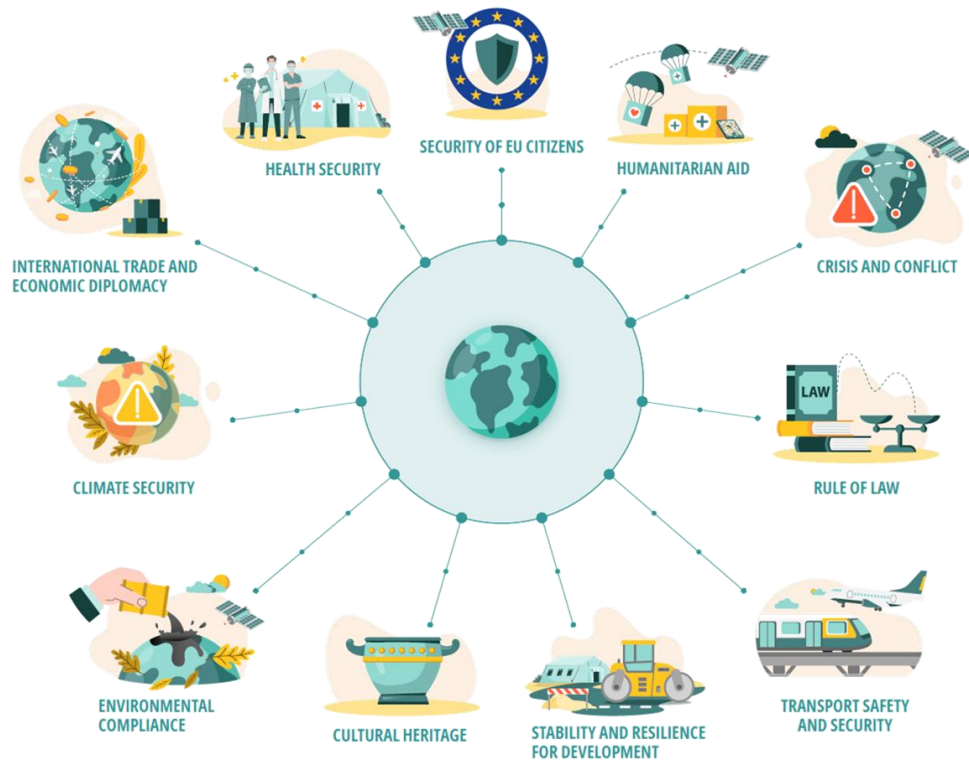 SECURITY OF EU CITIZENS
HEALTH SECURITY
HUMANITARIAN AID
INTERNATIONAL TRADE AND
ECONOMIC DIPLOMACY
CRISIS AND CONFLICT
LAW
CLIMATE SECURITY
RULE OF LAW
ENVIRONMENTAL
COMPLIANCE
CULTURAL HERITAGE
STABILITY AND RESILIENCE
FOR DEVELOPMENT
TRANSPORT SAFETY
AND SECURITY